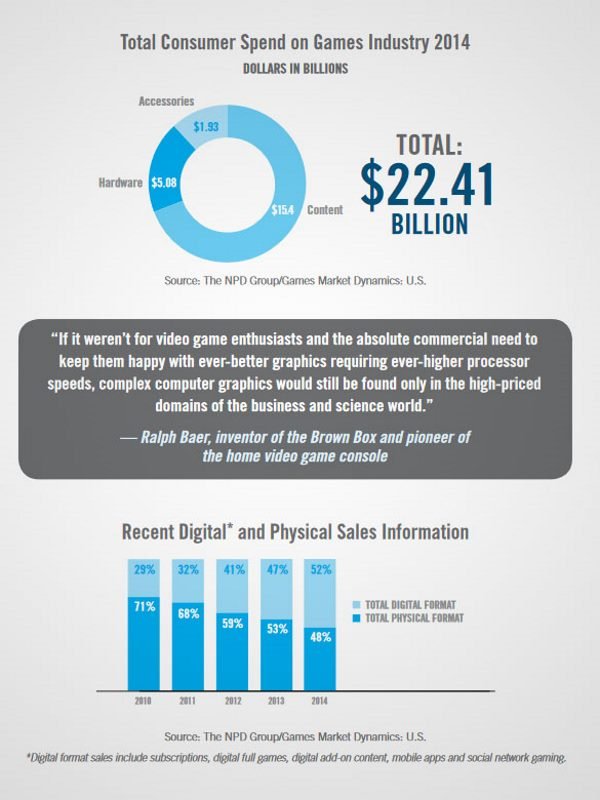 Total Consumer Spend on Games Industry 2014
DOLLARS IN BILLIONS
Accessories
$1.93
Hardware
$5.08
$15.4
Content
TOTAL:
$22.41
BILLION
Source: The NPD Group/Games Market Dynamics: U.S.
“If it weren’t for video game enthusiasts and the absolute commercial need to
keep them happy with ever-better graphics requiring ever-higher processor
speeds, complex computer graphics would still be found only in the high-priced
domains of the business and science world.”
— Ralph Baer, inventor of the Brown Box and pioneer of
the home video game console
Recent Digital* and Physical Sales Information
29% 32% 41% 47% 52%
71% 68% 59% 53% 48%
TOTAL DIGITAL FORMAT
TOTAL PHYSICAL FORMAT
2010 2011 2012 2013 2014
Source: The NPD Group/Games Market Dynamics: U.S.
*Digital format sales include subscriptions, digital full games, digital add-on content, mobile apps and social network gaming.